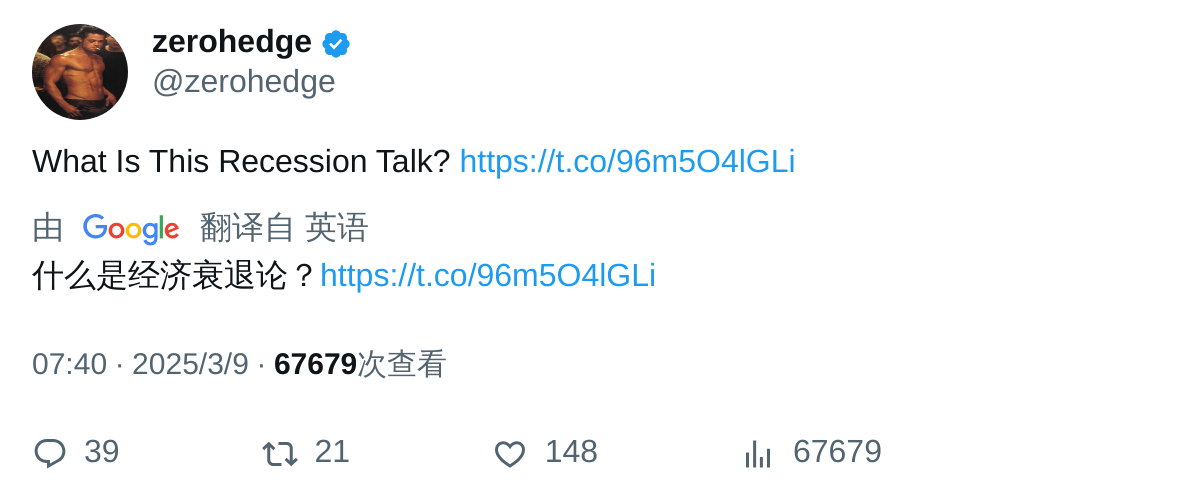 zerohedge
@zerohedge
What Is This Recession Talk? https://t.co/96m5O4lGLi
由 Google 翻译自 英语
什么是经济衰退论？https://t.co/96m5O4lGLi
07:40 · 2025/3/9 · 67679次查看
39 21 148 67679